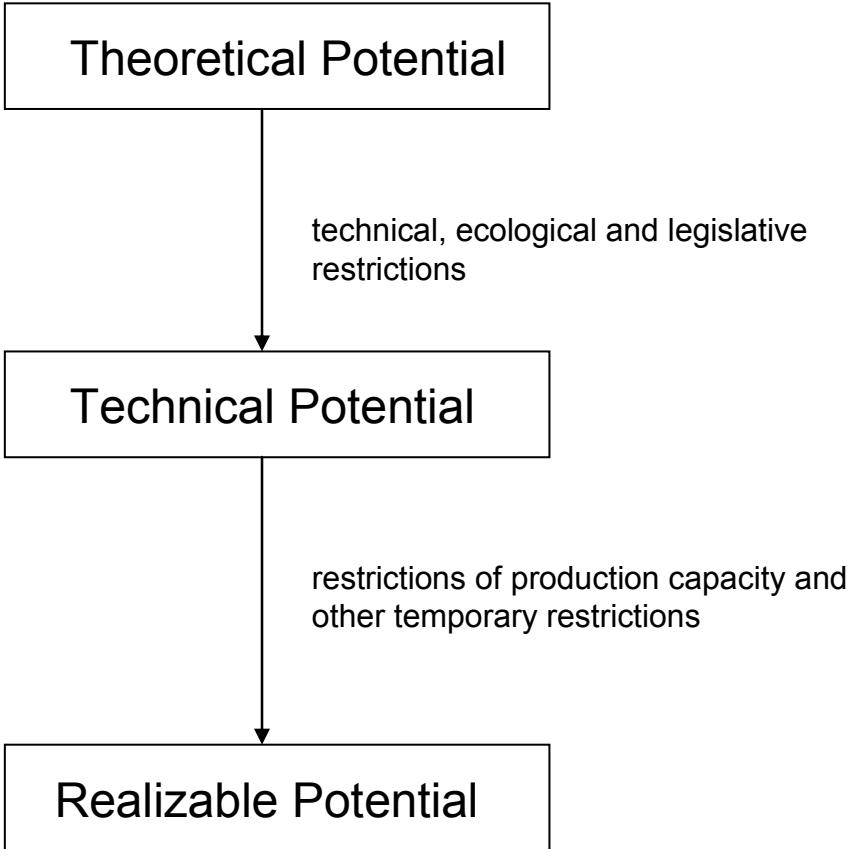 Theoretical Potential
technical, ecological and legislative
restrictions
Technical Potential
restrictions of production capacity and
other temporary restrictions
Realizable Potential